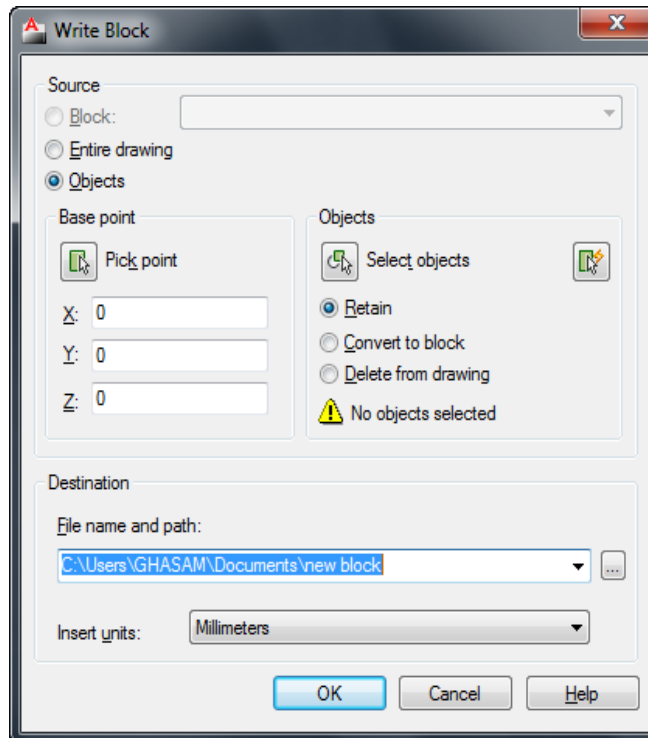 Write Block
Source
Block:
Entire drawing
Objects
Base point
Pick point
X: 0
Y: 0
Z: 0
Objects
Select objects
Retain
Convert to block
Delete from drawing
No objects selected
Destination
File name and path:
C:\Users\GHASAM\Documents\new block
...
Insert units: Millimeters
OK Cancel Help